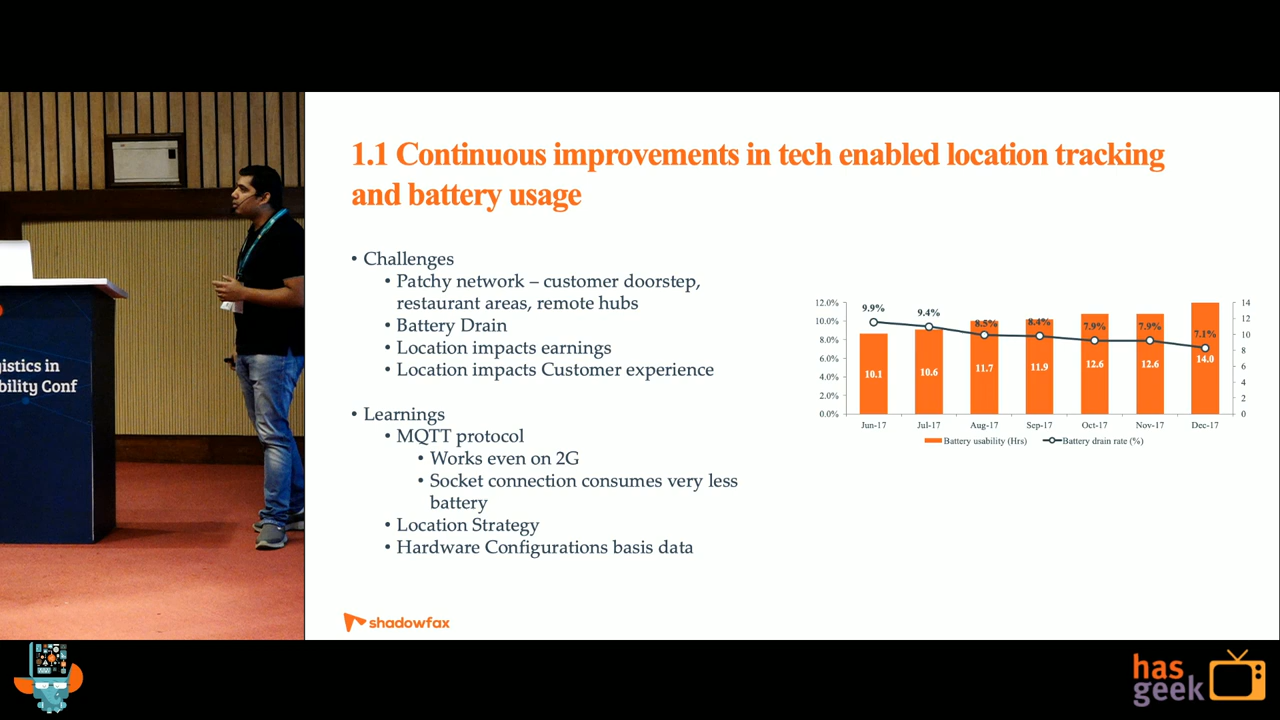 1.1 Continuous improvements in tech enabled location tracking
and battery usage
• Challenges
• Patchy network – customer doorstep,
restaurant areas, remote hubs
• Battery Drain
• Location impacts earnings
• Location impacts Customer experience
• Learnings
• MQTT protocol
• Works even on 2G
• Socket connection consumes very less
battery
• Location Strategy
• Hardware Configurations basis data
12.0%
10.0%
8.0%
6.0%
4.0%
2.0%
0.0%
9.9% 9.4% 8.5% 8.4% 7.9% 7.9% 7.1%
10.1 10.6 11.7 11.9 12.6 12.6 14.0
14
12
10
8
6
4
2
0
Jun-17 Jul-17 Aug-17 Sep-17 Oct-17 Nov-17 Dec-17
Battery usability (Hrs) Battery drain rate (%)
shadowfax
istics in
bility Conf
has
geek